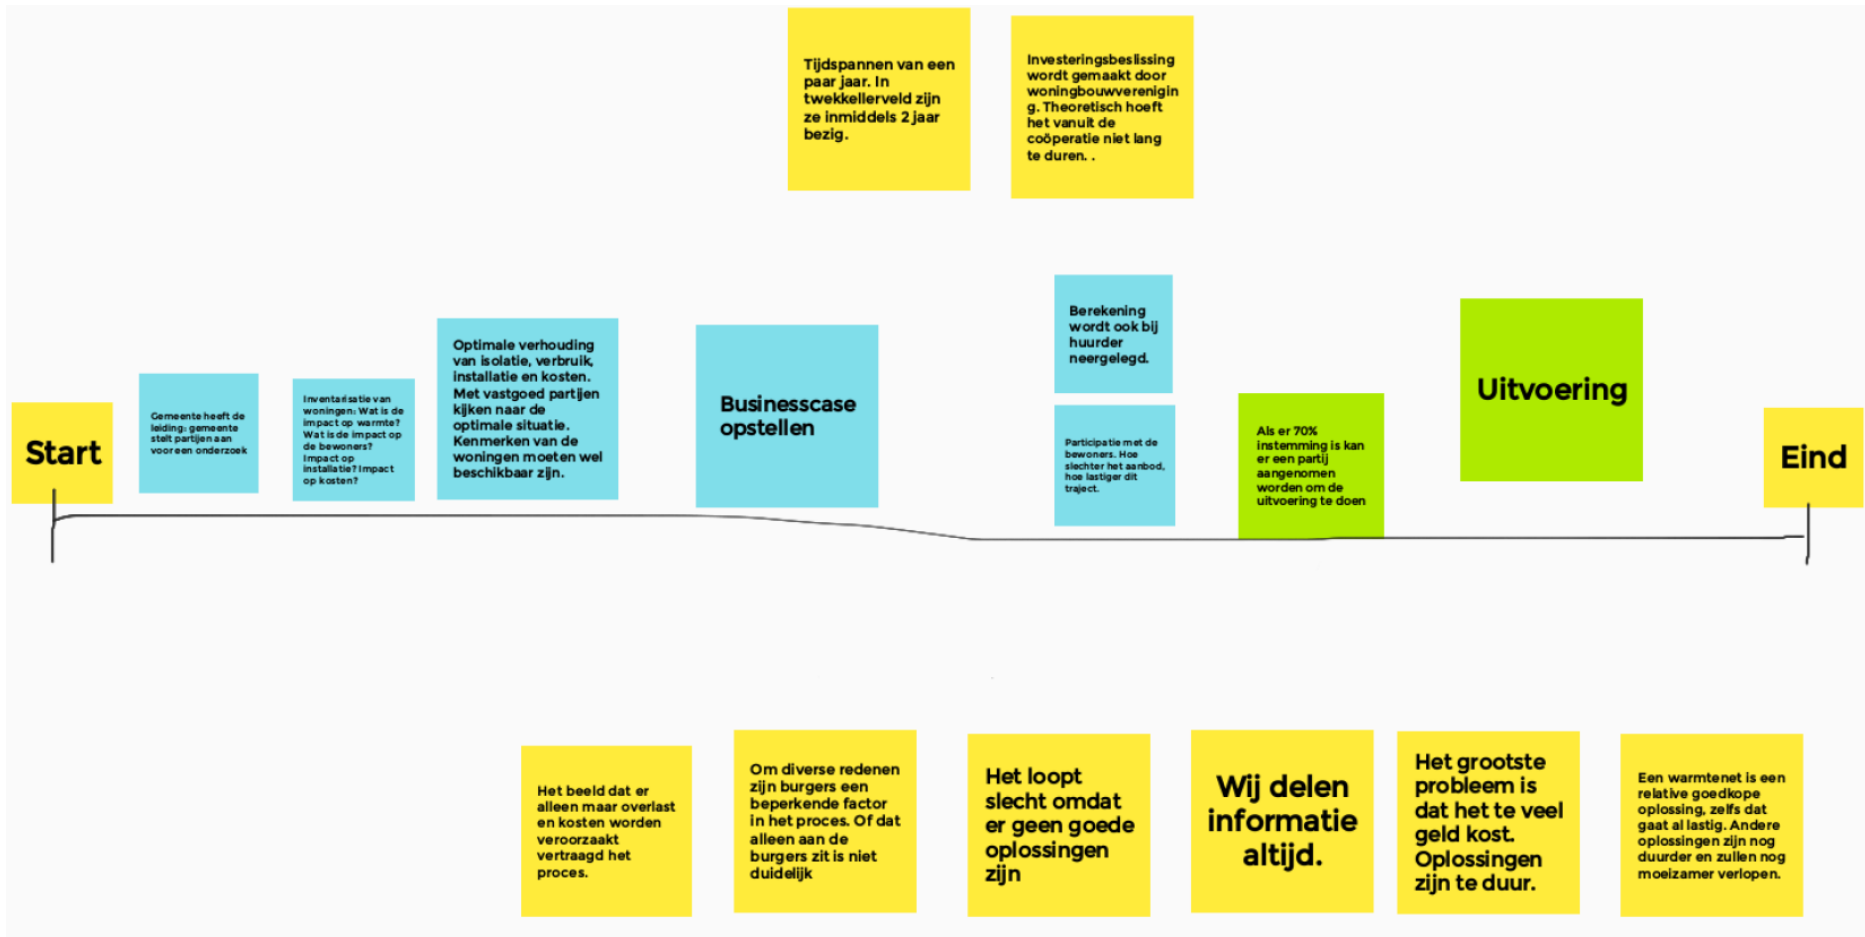 Tijdspannen van een
paar jaar. In
twekkellerveld zijn
ze inmiddels 2 jaar
bezig.
Investeringsbeslissing
wordt gemaakt door
woningbouwverenigin
g. Theoretisch hoeft
het vanuit de
coöperatie niet lang
te duren. .
Start
Gemeente heeft de
leiding: gemeente
stelt partijen aan
voor een onderzoek
Inventarisatie van
woningen: Wat is de
impact op warmte?
Wat is de impact op
de bewoners?
Impact op
installatie? Impact
op kosten?
Optimale verhouding
van isolatie, verbruik,
installatie en kosten.
Met vastgoed partijen
kijken naar de
optimale situatie.
Kenmerken van de
woningen moeten wel
beschikbaar zijn.
Businesscase
opstellen
Berekening
wordt ook bij
huurder
neergelegd.
Participatie met de
bewoners. Hoe
slechter het aanbod,
hoe lastiger dit
traject.
Als er 70%
instemming is kan
er een partij
aangenomen
worden om de
uitvoering te doen
Uitvoering
Eind
Het beeld dat er
alleen maar overlast
en kosten worden
veroorzaakt
vertraagd het
proces.
Om diverse redenen
zijn burgers een
beperkende factor
in het proces. Of dat
alleen aan de
burgers zit is niet
duidelijk
Het loopt
slecht omdat
er geen goede
oplossingen
zijn
Wij delen
informatie
altijd.
Het grootste
probleem is
dat het te veel
geld kost.
Oplossingen
zijn te duur.
Een warmtenet is een
relative goedkope
oplossing, zelfs dat
gaat al lastig. Andere
oplossingen zijn nog
duurder en zullen nog
moeizamer verlopen.